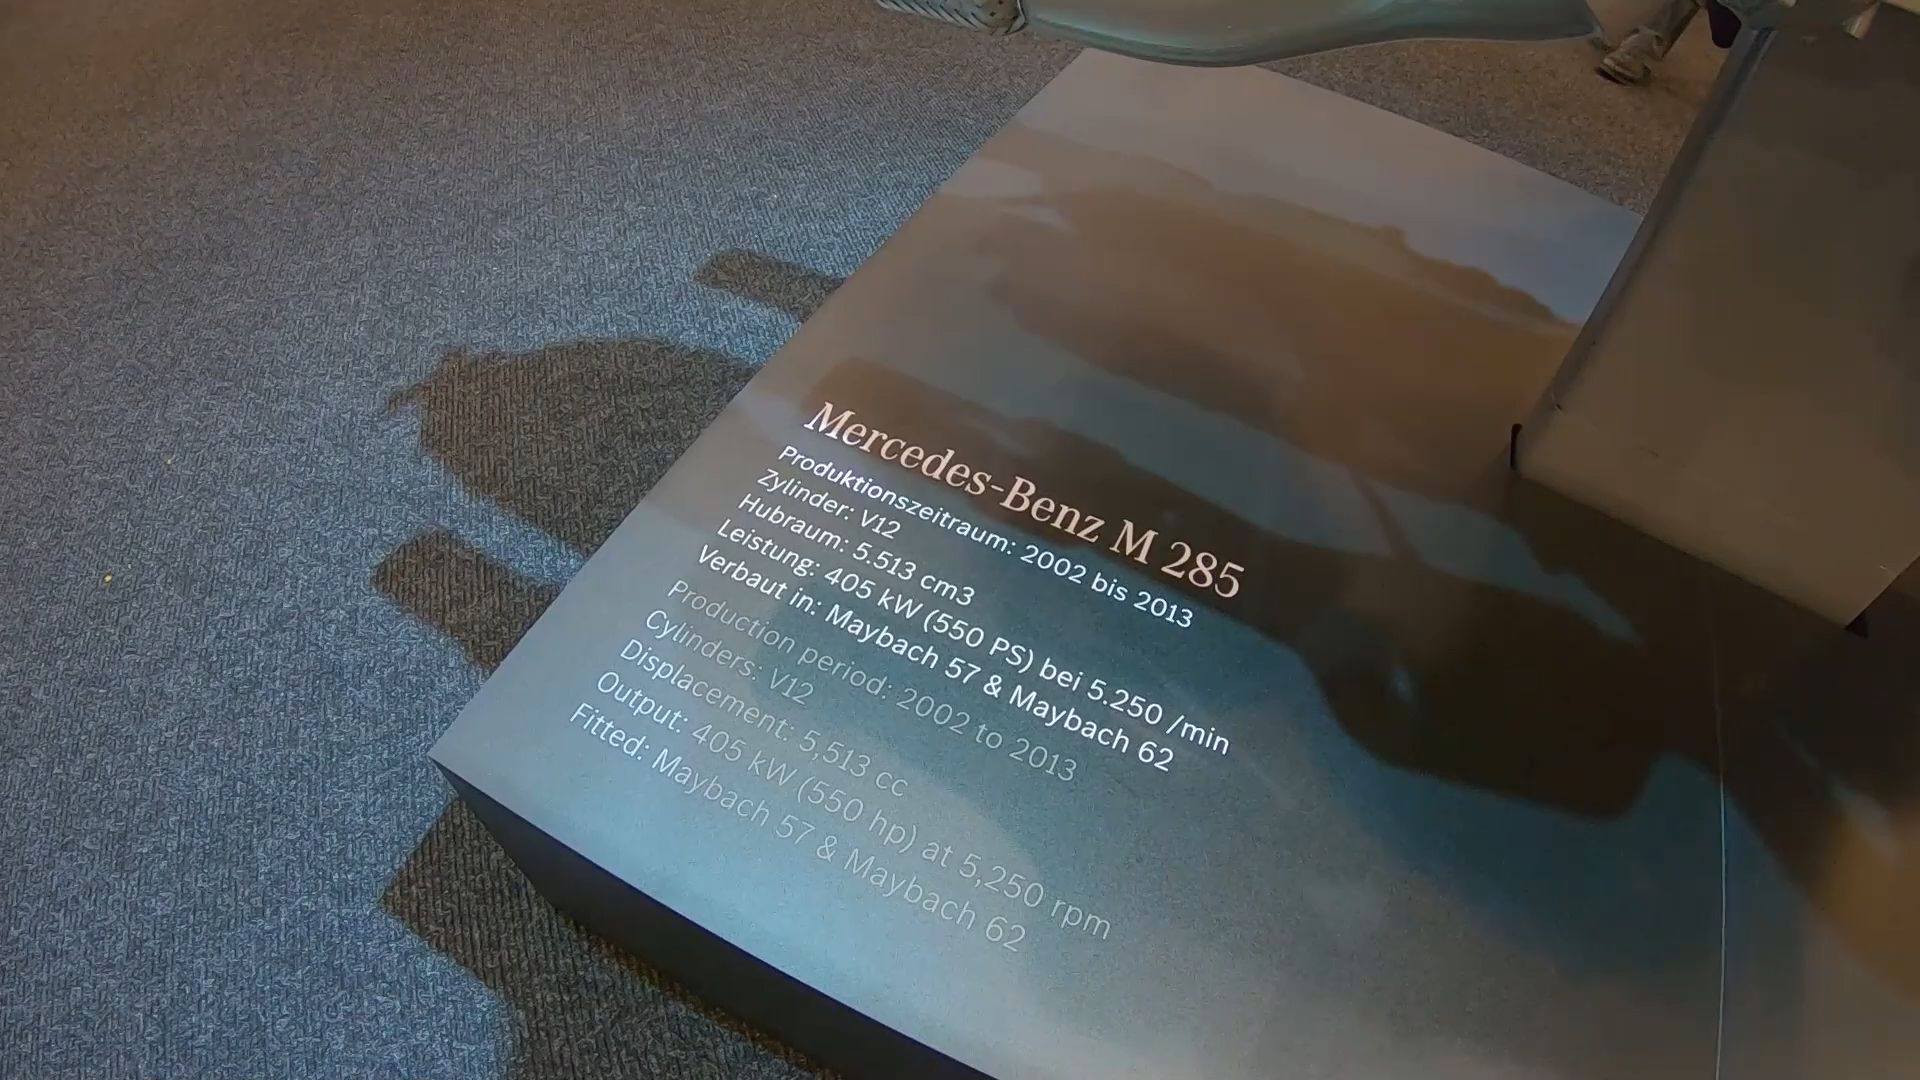 Mercedes-Benz M 285
Produktionszeitraum: 2002 bis 2013
Zylinder: V12
Hubraum: 5.513 cm3
Leistung: 405 kW (550 PS) bei 5.250 /min
Verbaut in: Maybach 57 & Maybach 62
Production period: 2002 to 2013
Cylinders: V12
Displacement: 5,513 cc
Output: 405 kW (550 hp) at 5,250 rpm
Fitted: Maybach 57 & Maybach 62